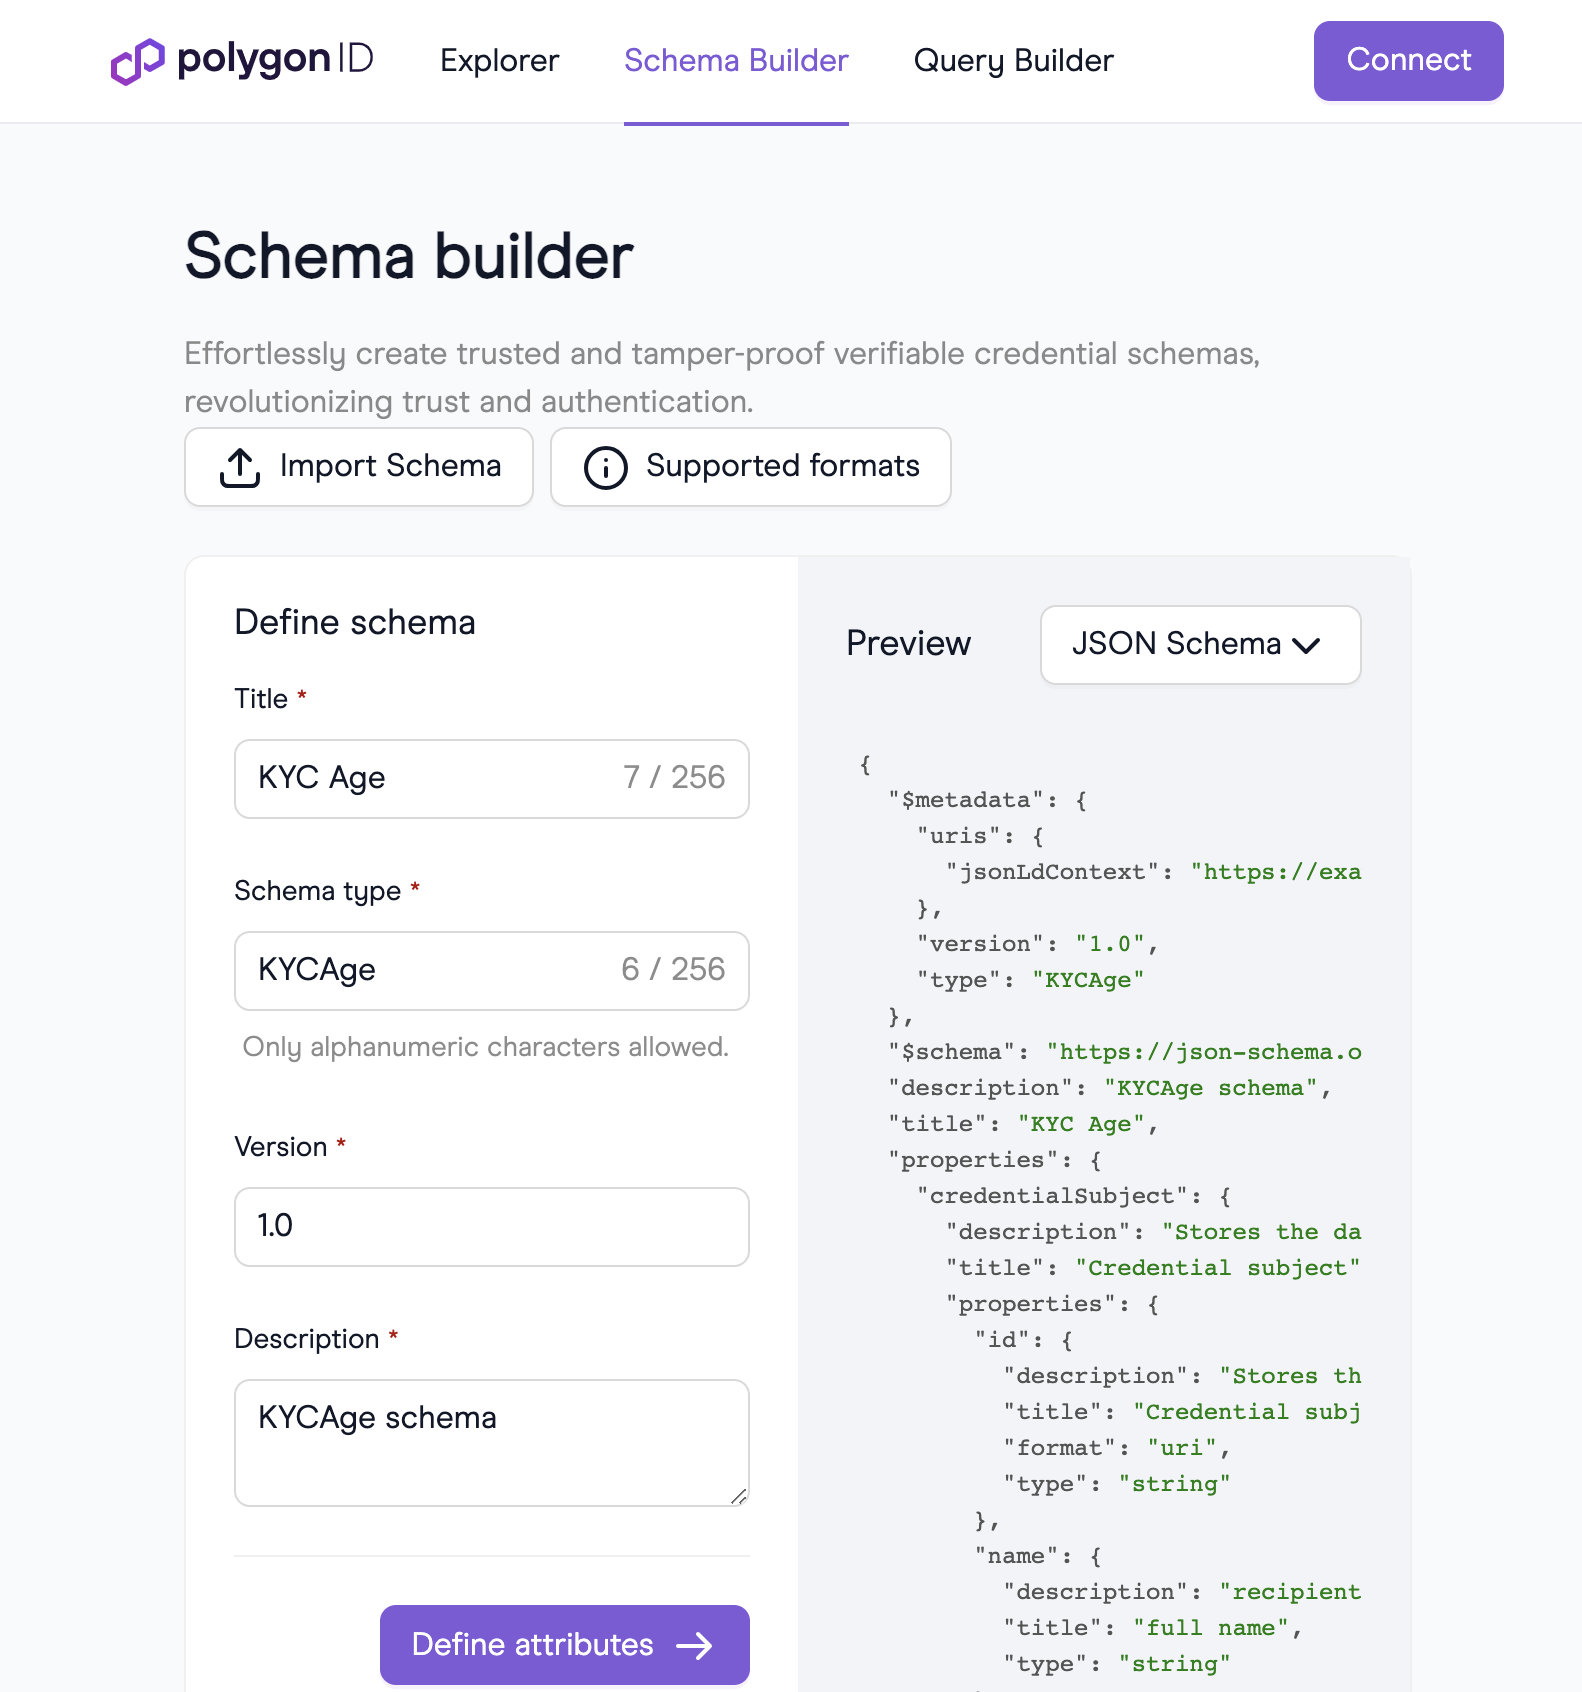 polygon ID
Explorer
Schema Builder
Query Builder
Connect
Schema builder
Effortlessly create trusted and tamper-proof verifiable credential schemas,
revolutionizing trust and authentication.
Import Schema
Supported formats
Define schema
Title *
KYC Age 7 / 256
Schema type *
KYCAge 6 / 256
Only alphanumeric characters allowed.
Version *
1.0
Description *
KYCAge schema
Define attributes
Preview
JSON Schema
{
"$metadata": {
"uris": {
"jsonLdContext": "https://exa
},
"version": "1.0",
"type": "KYCAge"
},
"$schema": "https://json-schema.o
"description": "KYCAge schema",
"title": "KYC Age",
"properties": {
"credentialSubject": {
"description": "Stores the da
"title": "Credential subject"
"properties": {
"id": {
"description": "Stores th
"title": "Credential subj
"format": "uri",
"type": "string"
},
"name": {
"description": "recipient
"title": "full name",
"type": "string"